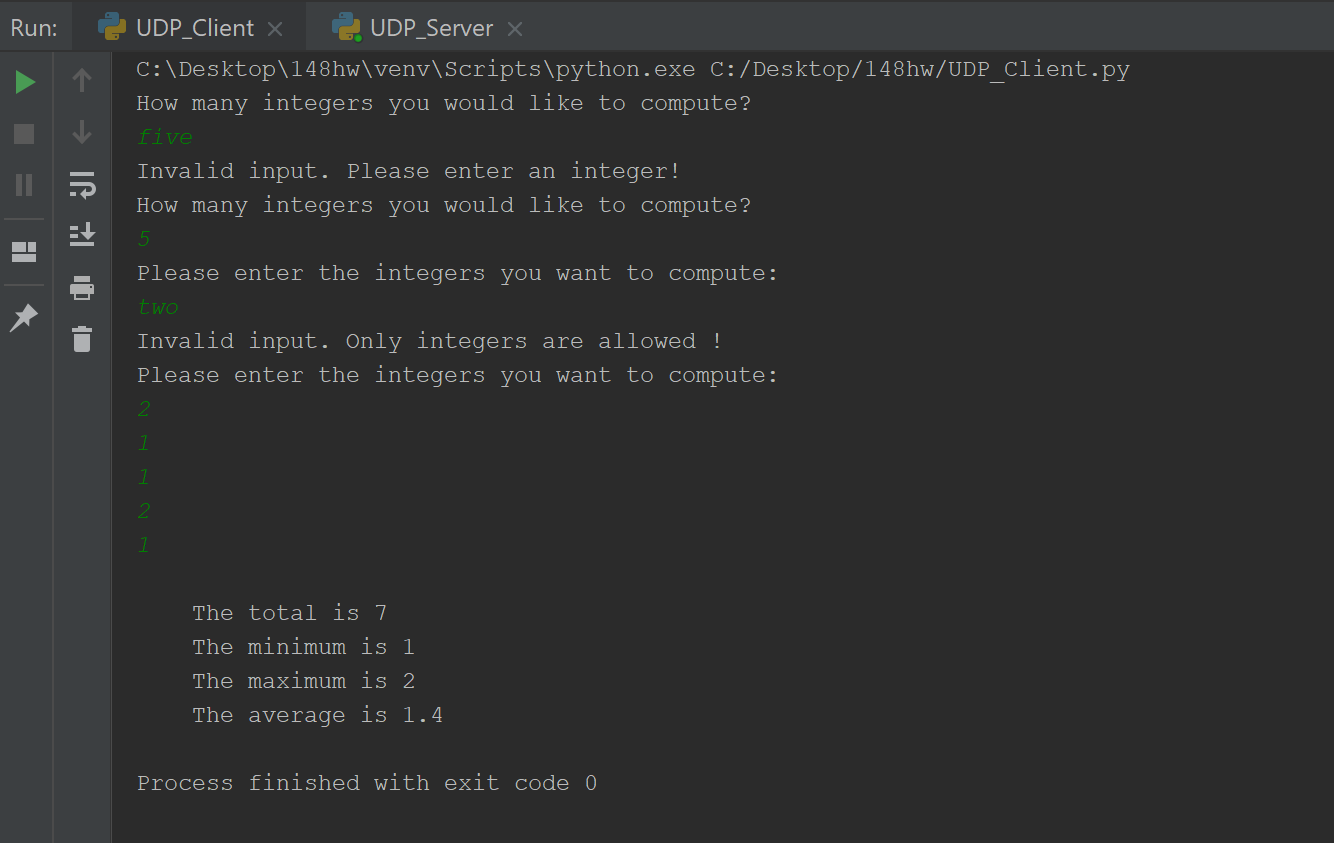 Run: UDP_Client UDP_Server
C:\Desktop\148hw\venv\Scripts\python.exe C:/Desktop/148hw/UDP_Client.py
How many integers you would like to compute?
five
Invalid input. Please enter an integer!
How many integers you would like to compute?
5
Please enter the integers you want to compute:
two
Invalid input. Only integers are allowed !
Please enter the integers you want to compute:
2
1
1
2
1
The total is 7
The minimum is 1
The maximum is 2
The average is 1.4
Process finished with exit code 0